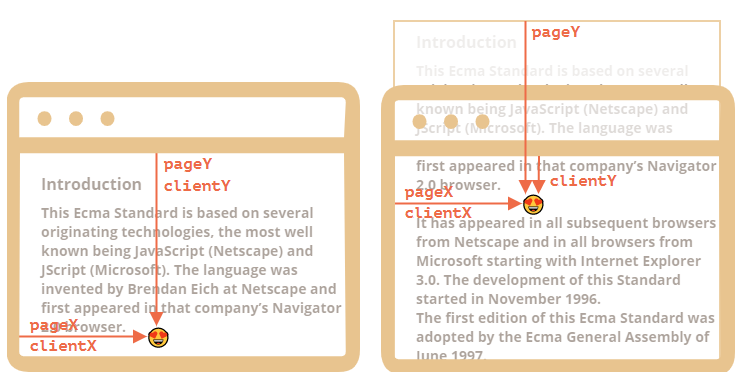 pageY
clientY
Introduction
This Ecma Standard is based on several
originating technologies, the most well
known being JavaScript (Netscape) and
JScript (Microsoft). The language was
invented by Brendan Eich at Netscape and
first appeared in that company's Navigator
browser.
pageX
clientX
pageY
Introduction
This Ecma Standard is based on several
known being JavaScript (Netscape) and
JScript (Microsoft). The language was
first appeared in that company's Navigator
2.0 browser.
clientY
pageX
clientX
It has appeared in all subsequent browsers
from Netscape and in all browsers from
Microsoft starting with Internet Explorer
3.0. The development of this Standard
started in November 1996.
The first edition of this Ecma Standard was
adopted by the Ecma General Assembly of
June 1997.